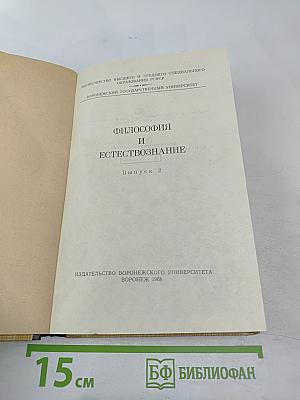 МИНИСТЕРСТВО ВЫСШЕГО И СРЕДНЕГО СПЕЦИАЛЬНОГО
ОБРАЗОВАНИЯ РСФСР
ВОРОНЕЖСКИЙ ГОСУДАРСТВЕННЫЙ УНИВЕРСИТЕТ
ФИЛОСОФИЯ
И
ЕСТЕСТВОЗНАНИЕ
Выпуск 2
ИЗДАТЕЛЬСТВО ВОРОНЕЖСКОГО УНИВЕРСИТЕТА
ВОРОНЕЖ 1968
15 см
БФ БИБЛИОФАН